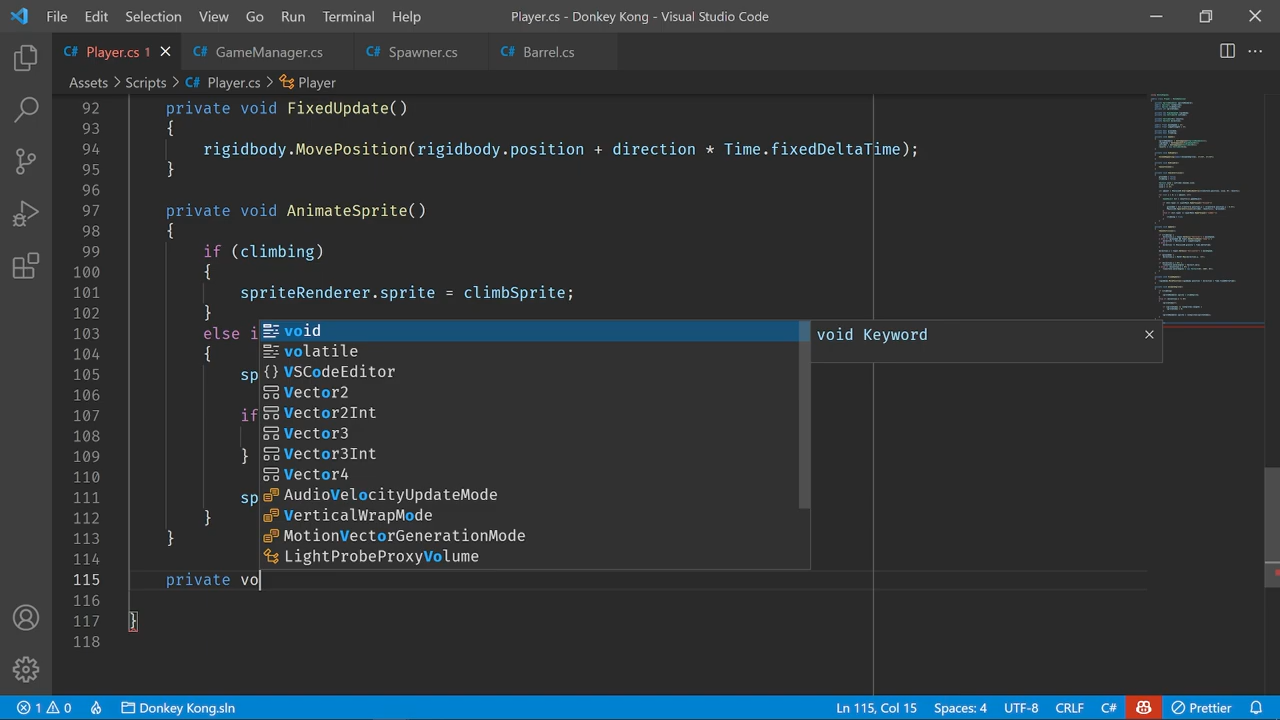 File Edit Selection View Go Run Terminal Help Player.cs - Donkey Kong - Visual Studio Code
C# Player.cs 1 C# GameManager.cs C# Spawner.cs C# Barrel.cs
Assets > Scripts > C# Player.cs > Player
92 private void FixedUpdate()
93 {
94 rigidbody.MovePosition(rigidbody.position + direction * Time.fixedDeltaTime);
95 }
96
97 private void AnimateSprite()
98 {
99 if (climbing)
100 {
101 spriteRenderer.sprite = climbSprite;
102 }
103 else i
void
void Keyword
104 {
volatile
105 sp
VSCodeEditor
106
Vector2
107 if
Vector2Int
108
Vector3
109 }
Vector3Int
110
Vector4
111 sp
AudioVelocityUpdateMode
112 }
VerticalWrapMode
113 }
MotionVectorGenerationMode
114
LightProbeProxyVolume
115 private vo
116
117 }
118
1 0 Donkey Kong.sln Ln 115, Col 15 Spaces: 4 UTF-8 CRLF C# Prettier